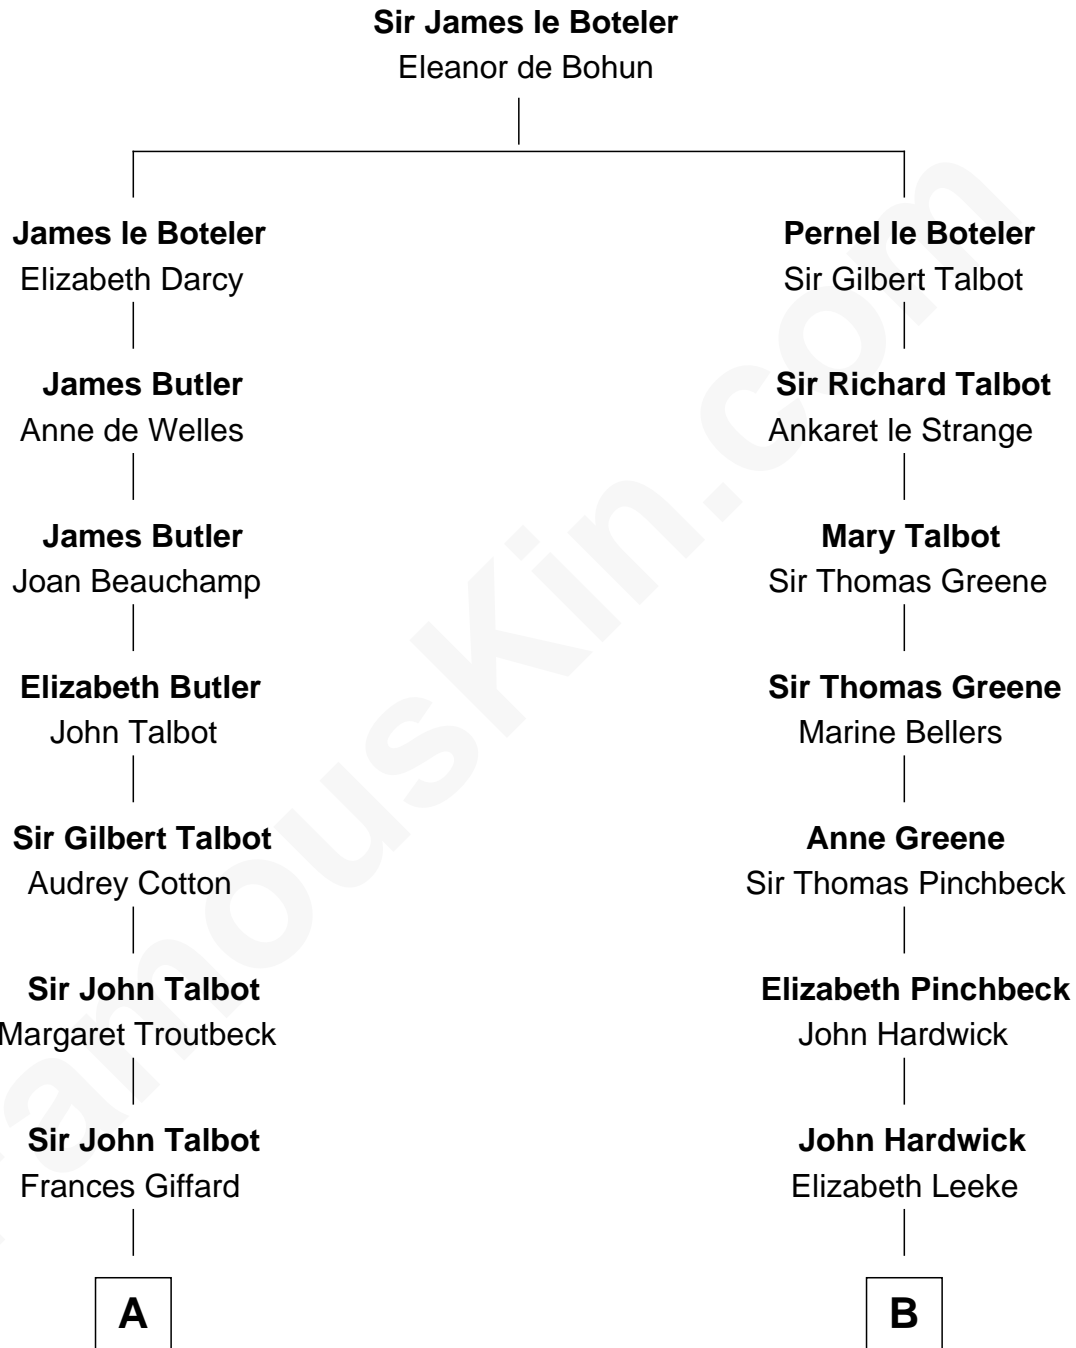 Sir James le Boteler
Eleanor de Bohun
James le Boteler
Elizabeth Darcy
James Butler
Anne de Welles
James Butler
Joan Beauchamp
Elizabeth Butler
John Talbot
Sir Gilbert Talbot
Audrey Cotton
Sir John Talbot
Margaret Troutbeck
Sir John Talbot
Frances Giffard
A
Pernel le Boteler
Sir Gilbert Talbot
Sir Richard Talbot
Ankaret le Strange
Mary Talbot
Sir Thomas Greene
Sir Thomas Greene
Marine Bellers
Anne Greene
Sir Thomas Pinchbeck
Elizabeth Pinchbeck
John Hardwick
John Hardwick
Elizabeth Leeke
B
FamousKin.com